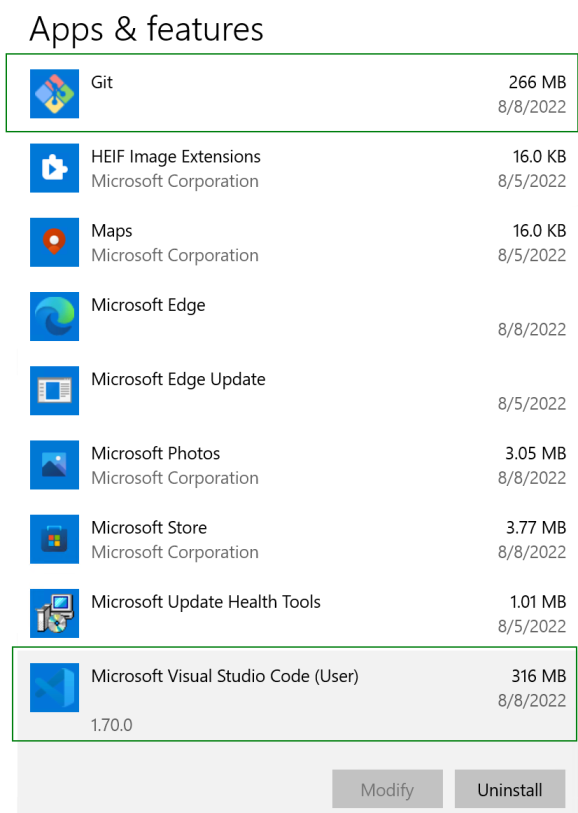 Apps & features
Git 266 MB
8/8/2022
HEIF Image Extensions 16.0 KB
Microsoft Corporation 8/5/2022
Maps 16.0 KB
Microsoft Corporation 8/5/2022
Microsoft Edge
8/8/2022
Microsoft Edge Update
8/5/2022
Microsoft Photos 3.05 MB
Microsoft Corporation 8/8/2022
Microsoft Store 3.77 MB
Microsoft Corporation 8/8/2022
Microsoft Update Health Tools 1.01 MB
8/5/2022
Microsoft Visual Studio Code (User) 316 MB
8/8/2022
1.70.0
Modify Uninstall